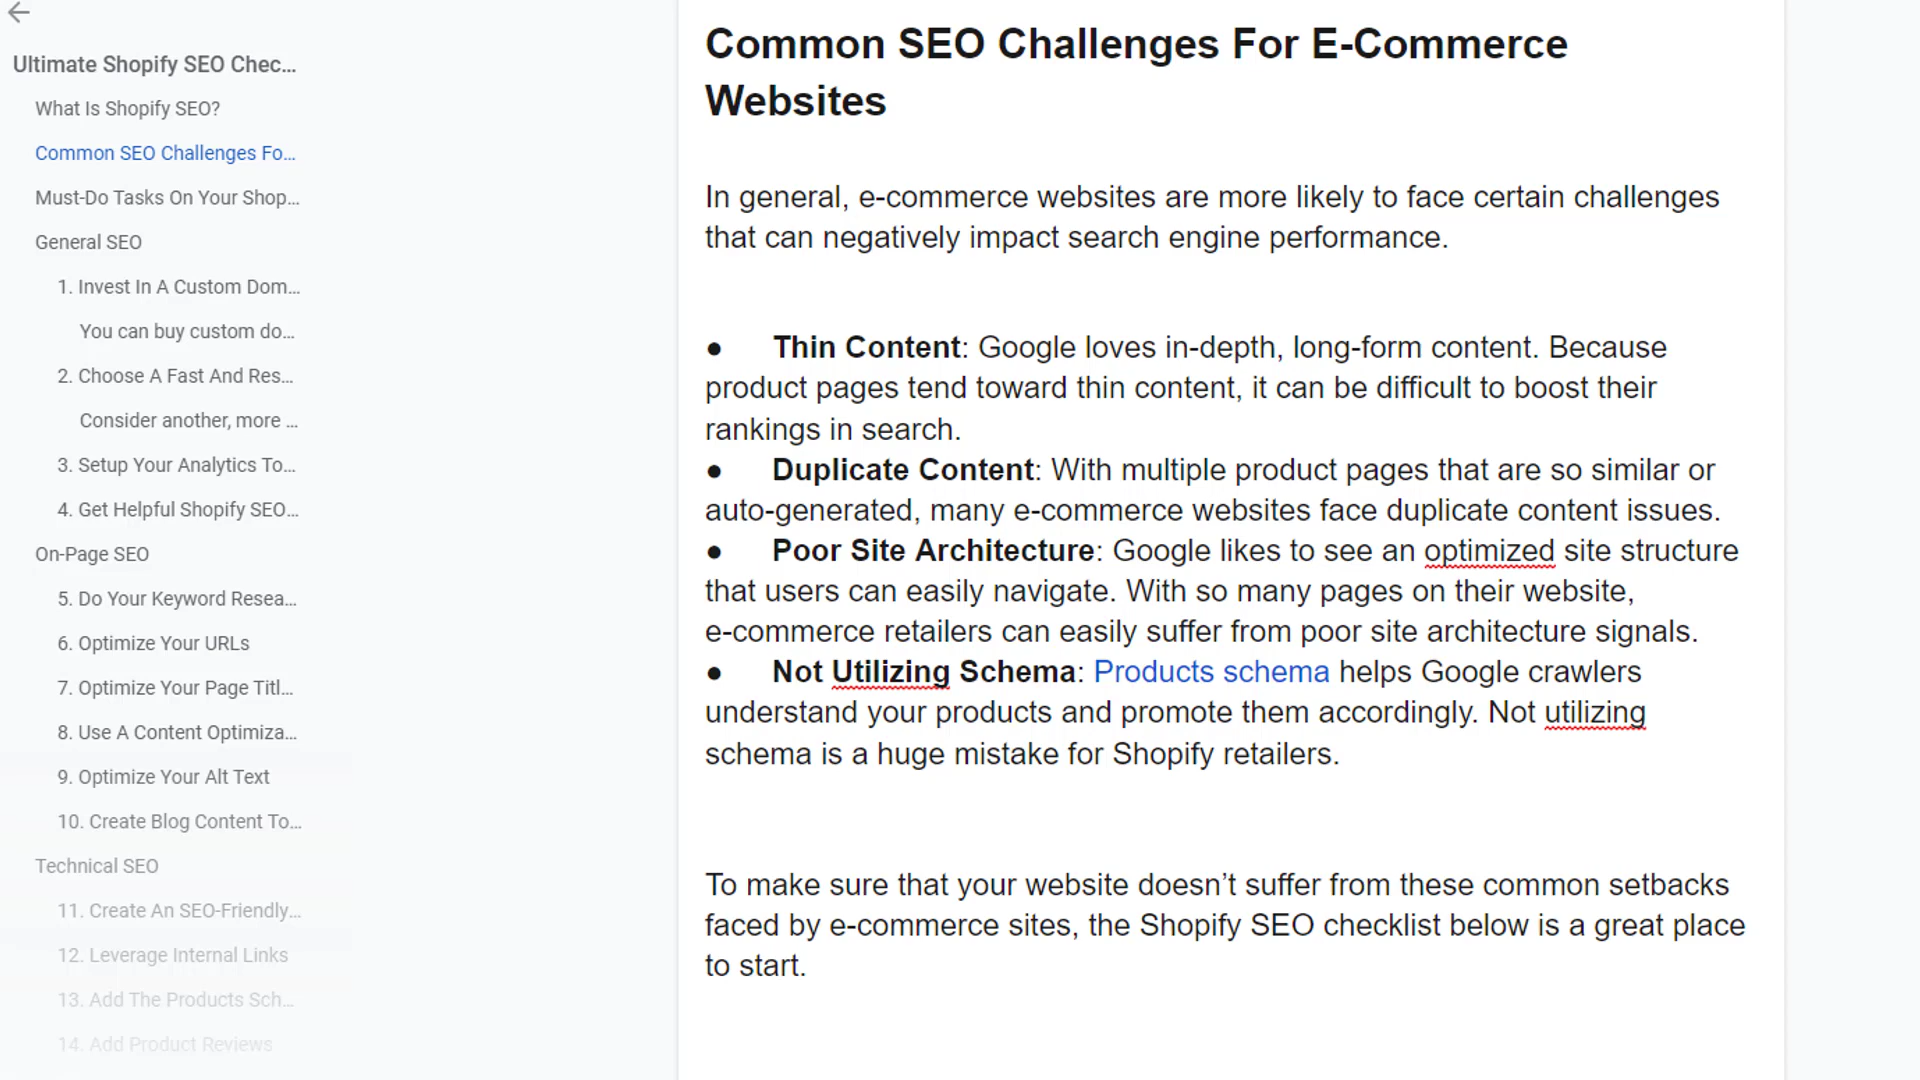 Ultimate Shopify SEO Chec...
What Is Shopify SEO?
Common SEO Challenges Fo...
Must-Do Tasks On Your Shop...
General SEO
1. Invest In A Custom Dom...
You can buy custom do...
2. Choose A Fast And Res...
Consider another, more ...
3. Setup Your Analytics To...
4. Get Helpful Shopify SEO...
On-Page SEO
5. Do Your Keyword Resea...
6. Optimize Your URLs
7. Optimize Your Page Titl...
8. Use A Content Optimiza...
9. Optimize Your Alt Text
10. Create Blog Content To...
Technical SEO
11. Create An SEO-Friendly...
12. Leverage Internal Links
13. Add The Products Sch...
14. Add Product Reviews
Common SEO Challenges For E-Commerce
Websites
In general, e-commerce websites are more likely to face certain challenges
that can negatively impact search engine performance.
● Thin Content: Google loves in-depth, long-form content. Because
product pages tend toward thin content, it can be difficult to boost their
rankings in search.
● Duplicate Content: With multiple product pages that are so similar or
auto-generated, many e-commerce websites face duplicate content issues.
● Poor Site Architecture: Google likes to see an optimized site structure
that users can easily navigate. With so many pages on their website,
e-commerce retailers can easily suffer from poor site architecture signals.
● Not Utilizing Schema: Products schema helps Google crawlers
understand your products and promote them accordingly. Not utilizing
schema is a huge mistake for Shopify retailers.
To make sure that your website doesn’t suffer from these common setbacks
faced by e-commerce sites, the Shopify SEO checklist below is a great place
to start.